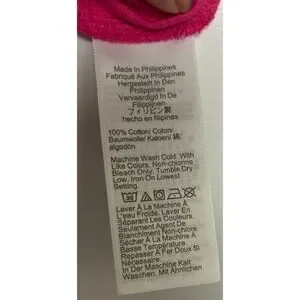 Made In Philippines
Fabriqué Aux Philippines
Hergestellt In Den
Philippinen
Vervaardigd In De
Filippijnen
フィリピン製
hecho en filipinas
100% Cotton/ Coton/
Baumwolle/ Katoen/ 綿/
algodón
Machine Wash Cold. With
Like Colors. Non-chlorine
Bleach Only. Tumble Dry
Low, Iron On Lowest
Setting.
30
Laver À La Machine À
L'eau Froide. Laver En
Séparant Les Couleurs.
Seulement Agent De
Blanchiment Non-chlore.
Sécher À La Machine À
Basse Température.
Repasser À Fer Doux Si
Nécessaire.
In Der Maschine Kalt
Waschen, Mit Ähnlichen